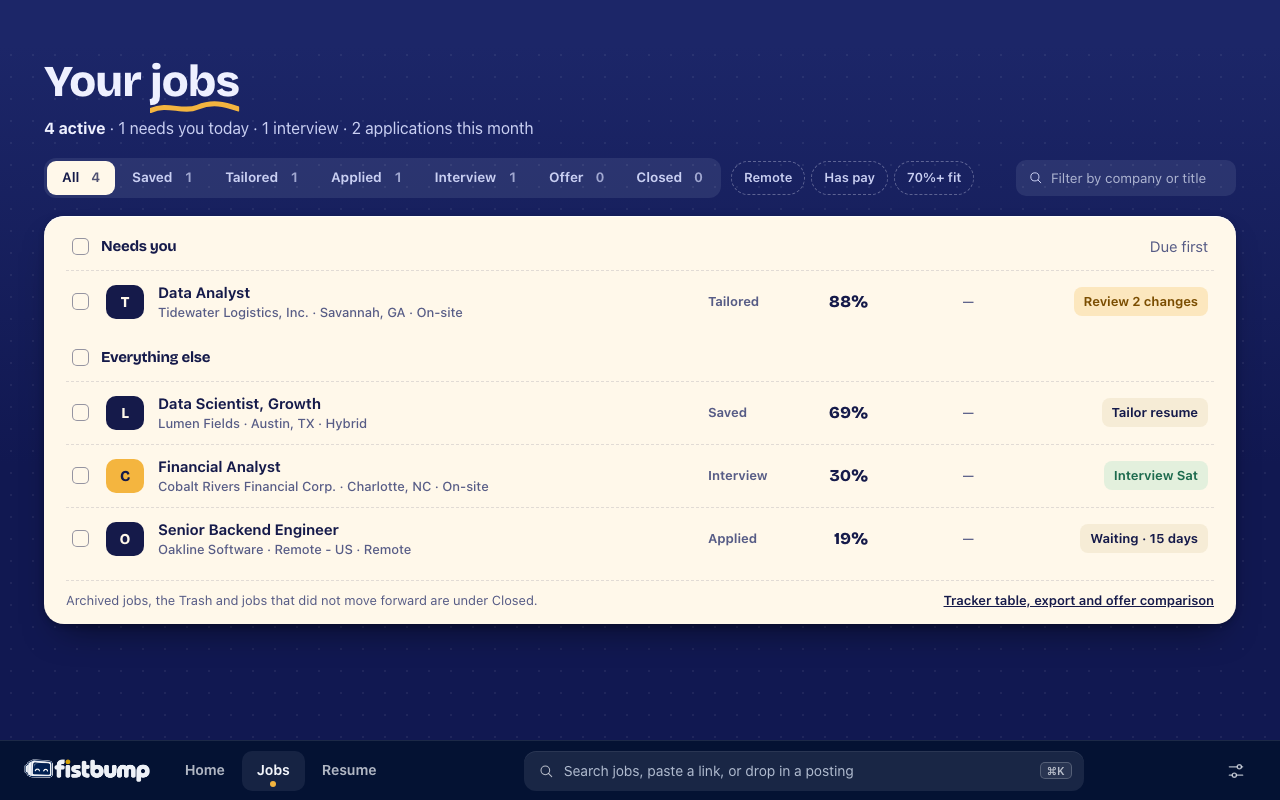 Your jobs
4 active · 1 needs you today · 1 interview · 2 applications this month
All 4 Saved 1 Tailored 1 Applied 1 Interview 1 Offer 0 Closed 0 Remote Has pay 70%+ fit Filter by company or title
Needs you Due first
T Data Analyst
Tidewater Logistics, Inc. · Savannah, GA · On-site
Tailored 88% — Review 2 changes
Everything else
L Data Scientist, Growth
Lumen Fields · Austin, TX · Hybrid
Saved 69% — Tailor resume
C Financial Analyst
Cobalt Rivers Financial Corp. · Charlotte, NC · On-site
Interview 30% — Interview Sat
O Senior Backend Engineer
Oakline Software · Remote - US · Remote
Applied 19% — Waiting · 15 days
Archived jobs, the Trash and jobs that did not move forward are under Closed. Tracker table, export and offer comparison
fistbump Home Jobs Resume Search jobs, paste a link, or drop in a posting ⌘K